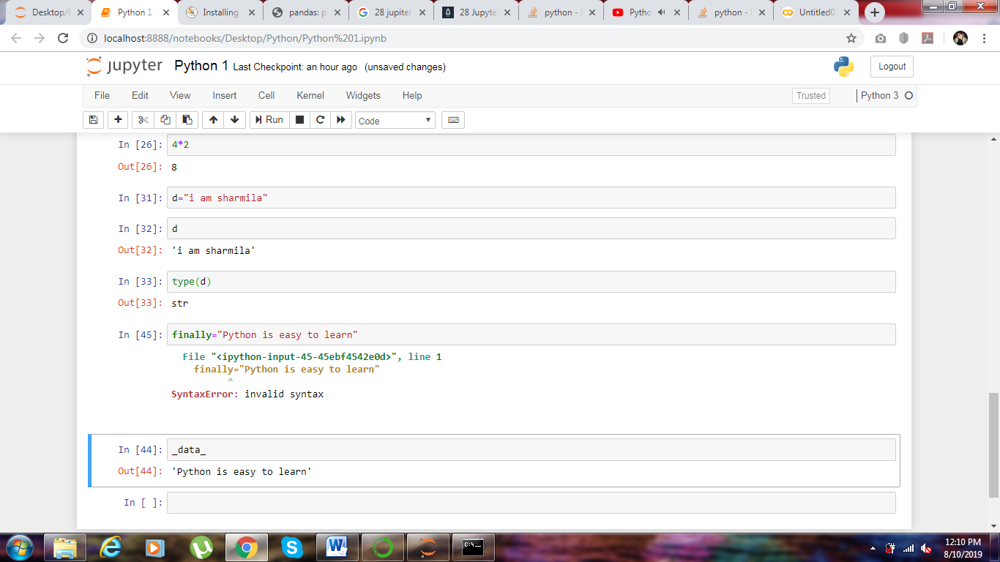 Desktop/P
Python 1
Installing
pandas: p
28 jupiter
28 Jupyte
python - I
Pytho
python - I
Untitled0.
localhost:8888/notebooks/Desktop/Python/Python%201.ipynb
jupyter Python 1 Last Checkpoint: an hour ago (unsaved changes)
Logout
File Edit View Insert Cell Kernel Widgets Help
Trusted
Python 3
Run
Code
In [26]: 4*2
Out[26]: 8
In [31]: d="i am sharmila"
In [32]: d
Out[32]: 'i am sharmila'
In [33]: type(d)
Out[33]: str
In [45]: finally="Python is easy to learn"
File "<ipython-input-45-45ebf4542e0d>", line 1
finally="Python is easy to learn"
^
SyntaxError: invalid syntax
In [44]: _data_
Out[44]: 'Python is easy to learn'
In [ ]:
12:10 PM
8/10/2019